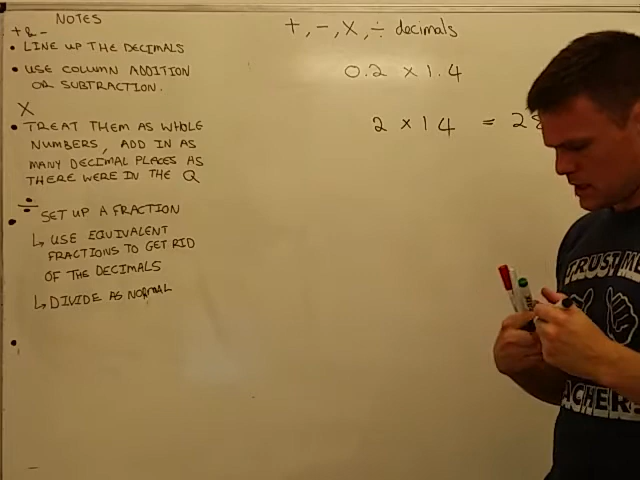 NOTES
+ & -
• LINE UP THE DECIMALS
• USE COLUMN ADDITION
OR SUBTRACTION.
X
• TREAT THEM AS WHOLE
NUMBERS, ADD IN AS
MANY DECIMAL PLACES AS
THERE WERE IN THE Q
÷
• SET UP A FRACTION
↳ USE EQUIVALENT
FRACTIONS TO GET RID
OF THE DECIMALS
↳ DIVIDE AS NORMAL
+, -, x, ÷ decimals
0.2 x 1.4
2 x 14 = 28
TRUST ME